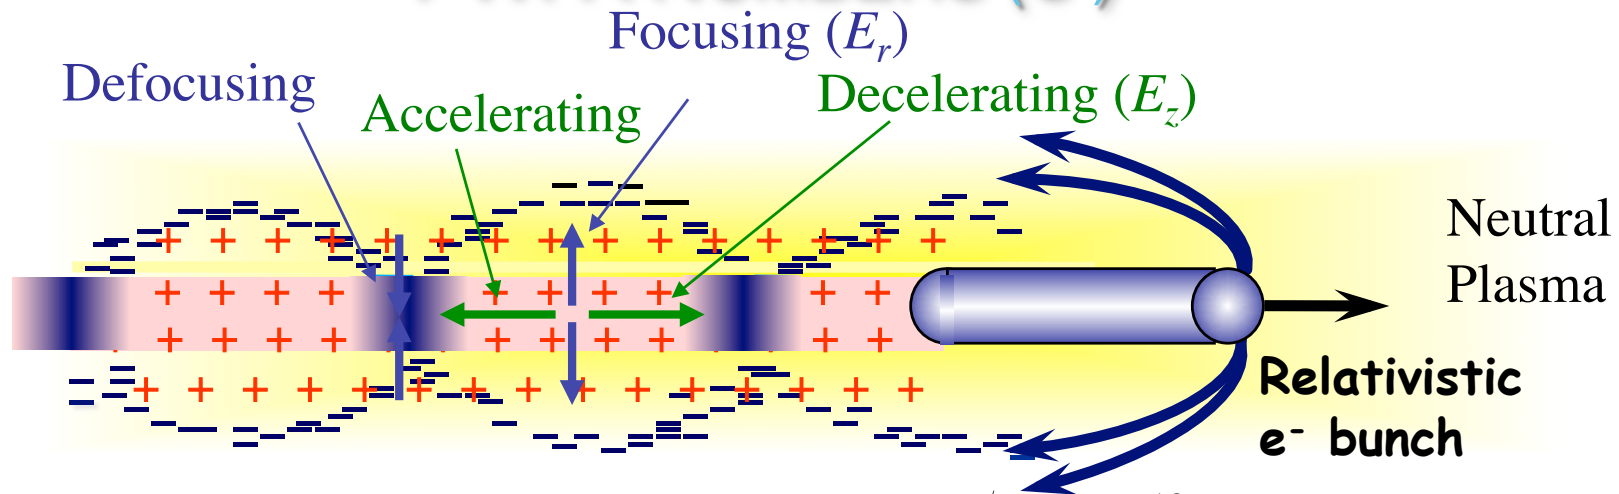 Focusing (Er)
Defocusing
Accelerating
Decelerating (Ez)
Neutral
Plasma
Relativistic
e- bunch